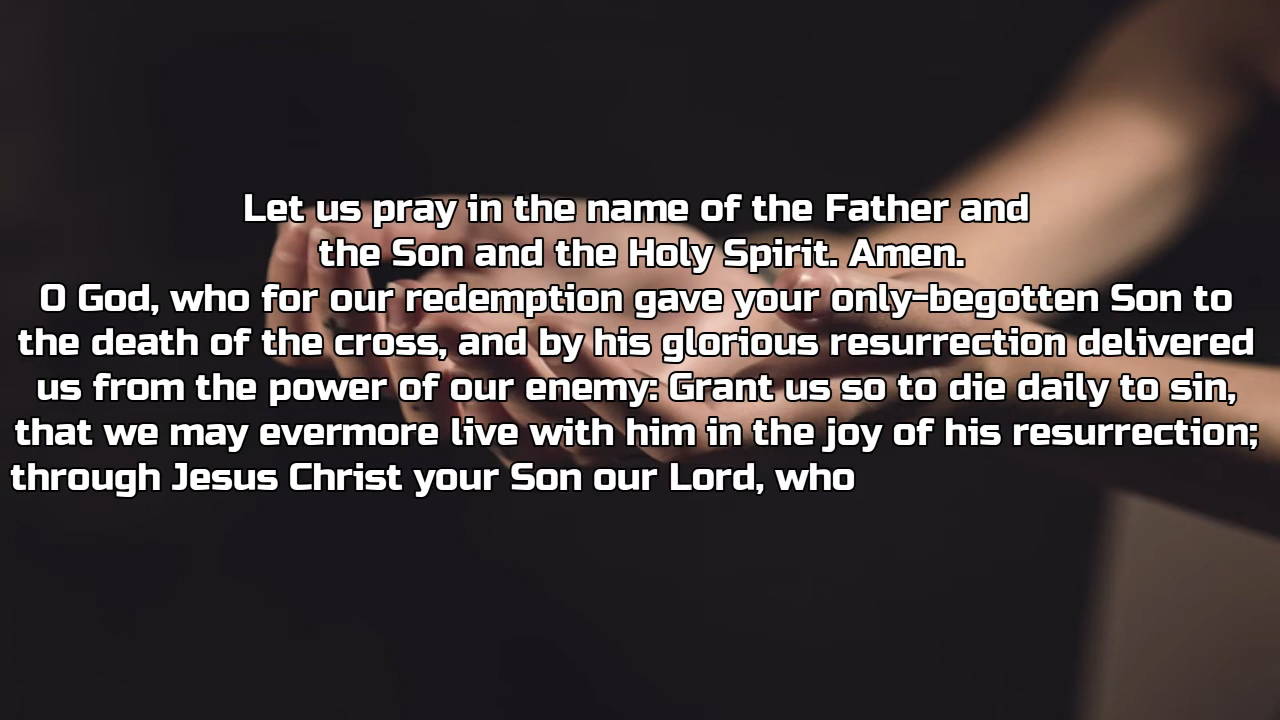 Let us pray in the name of the Father and
the Son and the Holy Spirit. Amen.
O God, who for our redemption gave your only-begotten Son to
the death of the cross, and by his glorious resurrection delivered
us from the power of our enemy: Grant us so to die daily to sin,
that we may evermore live with him in the joy of his resurrection;
through Jesus Christ your Son our Lord, who